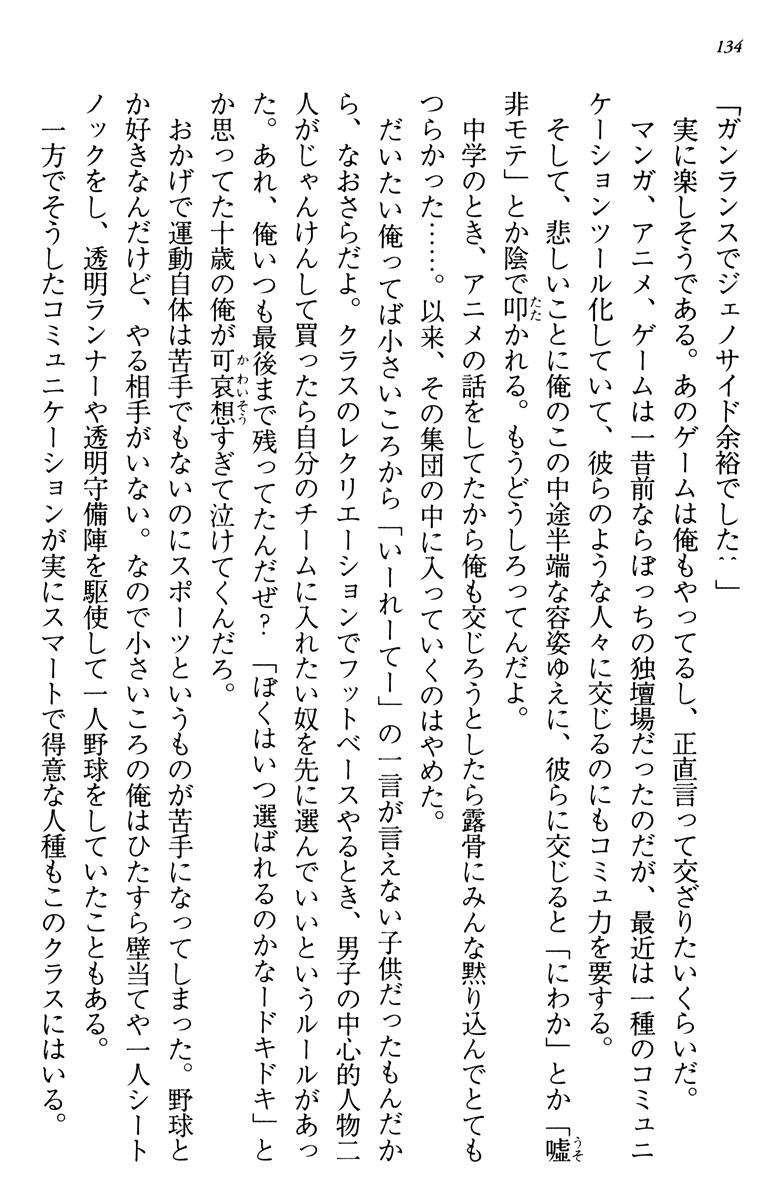 134
「ガンランスでジェノサイド余裕でした＾＾」
実に楽しそうである。あのゲームは俺もやってるし、正直言って交ざりたいくらいだ。
マンガ、アニメ、ゲームは一昔前ならぼっちの独壇場だったのだが、最近は一種のコミュニ
ケーションツール化していて、彼らのような人々に交じるのにもコミュ力を要する。
そして、悲しいことに俺のこの中途半端な容姿ゆえに、彼らに交じると「にわか」とか「嘘
非モテ」とか陰で叩かれる。もうどうしろってんだよ。
中学のとき、アニメの話をしてたから俺も交じろうとしたら露骨にみんな黙り込んでとても
つらかった……。以来、その集団の中に入っていくのはやめた。
だいたい俺ってば小さいころから「いーれーてー」の一言が言えない子供だったもんだか
ら、なおさらだよ。クラスのレクリエーションでフットベースやるとき、男子の中心的人物二
人がじゃんけんして買ったら自分のチームに入れたい奴を先に選んでいいというルールがあっ
た。あれ、俺いつも最後まで残ってたんだぜ？　「ぼくはいつ選ばれるのかなードキドキ」と
か思ってた十歳の俺が可哀想すぎて泣けてくんだろ。
おかげで運動自体は苦手でもないのにスポーツというものが苦手になってしまった。野球と
か好きなんだけど、やる相手がいない。なので小さいころの俺はひたすら壁当てや一人シート
ノックをし、透明ランナーや透明守備陣を駆使して一人野球をしていたこともある。
一方でそうしたコミュニケーションが実にスマートで得意な人種もこのクラスにはいる。